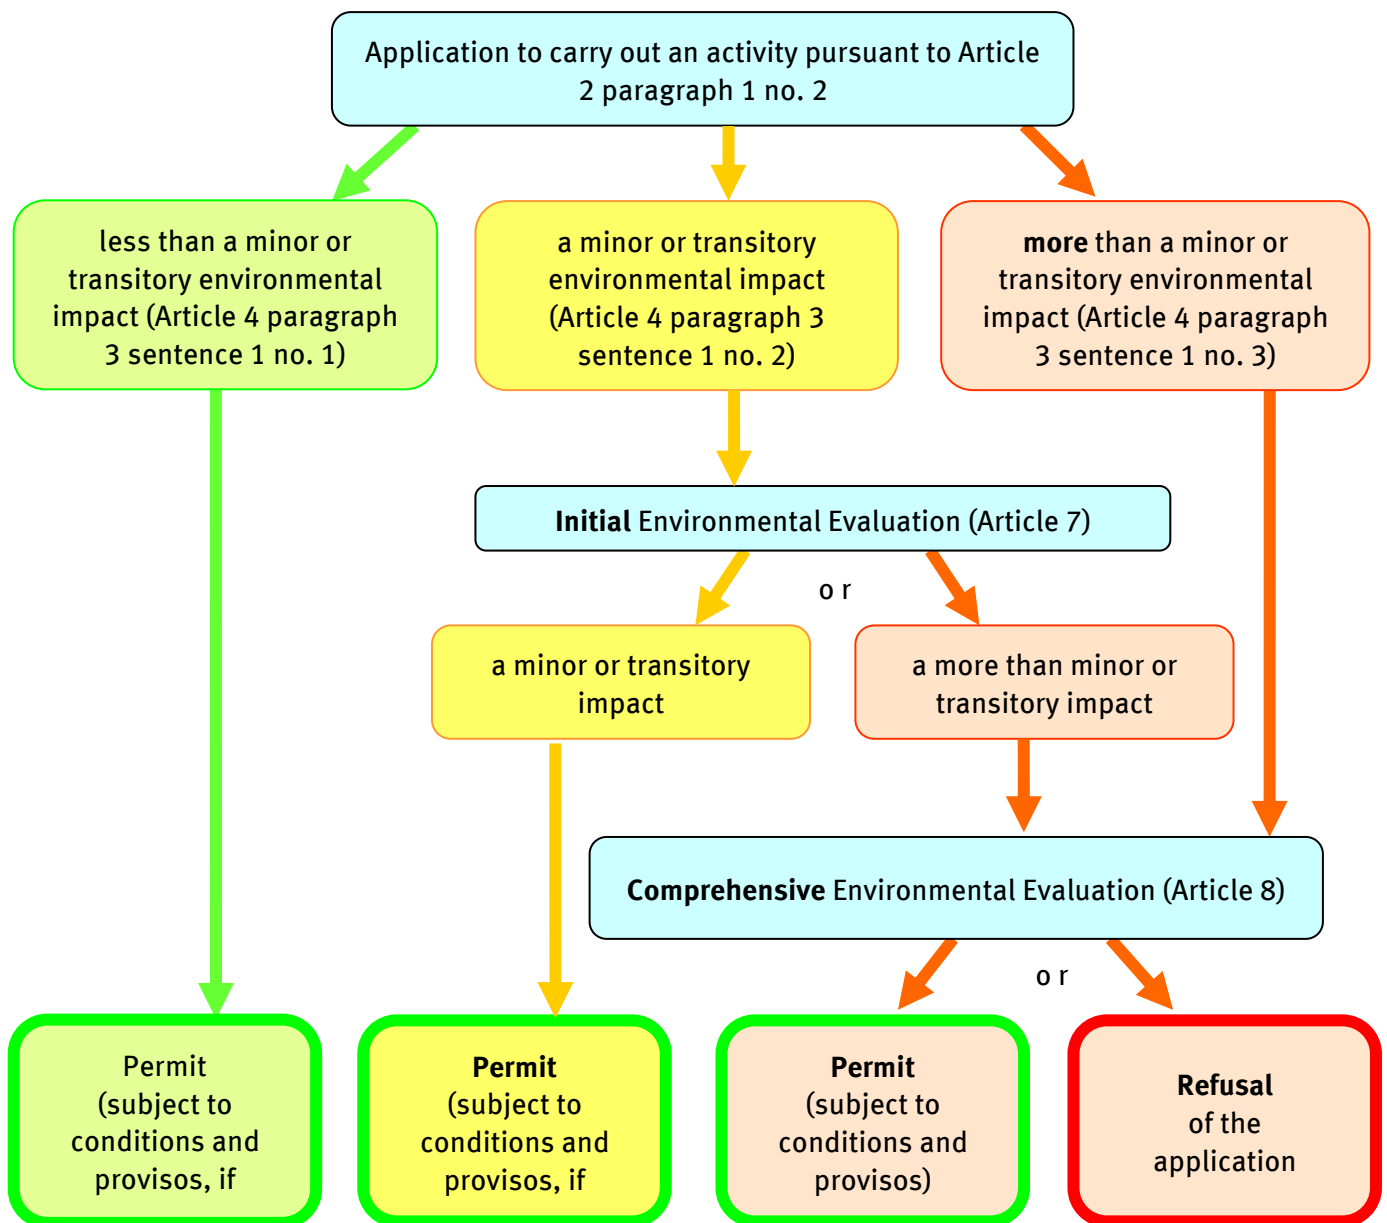 Application to carry out an activity pursuant to Article
2 paragraph 1 no. 2
less than a minor or
transitory environmental
impact (Article 4 paragraph
3 sentence 1 no. 1)
a minor or transitory
environmental impact
(Article 4 paragraph 3
sentence 1 no. 2)
more than a minor or
transitory environmental
impact (Article 4 paragraph
3 sentence 1 no. 3)
Initial Environmental Evaluation (Article 7)
o r
a minor or transitory
impact
a more than minor or
transitory impact
Comprehensive Environmental Evaluation (Article 8)
o r
Permit
(subject to
conditions and
provisos, if
Permit
(subject to
conditions and
provisos, if
Permit
(subject to
conditions and
provisos)
Refusal
of the
application